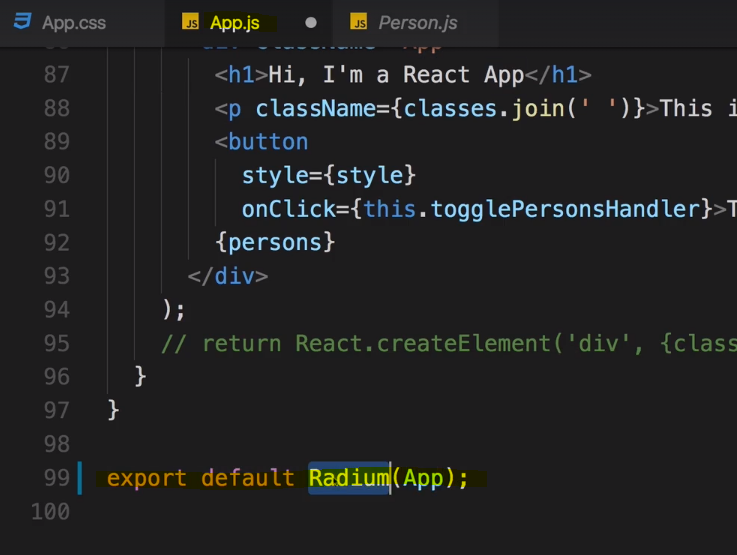 App.css JS App.js JS Person.js
87 <h1>Hi, I'm a React App</h1>
88 <p className={classes.join(' ')}>This i
89 <button
90 style={style}
91 onClick={this.togglePersonsHandler}>T
92 {persons}
93 </div>
94 );
95 // return React.createElement('div', {class
96 }
97 }
98
99 export default Radium(App);
100